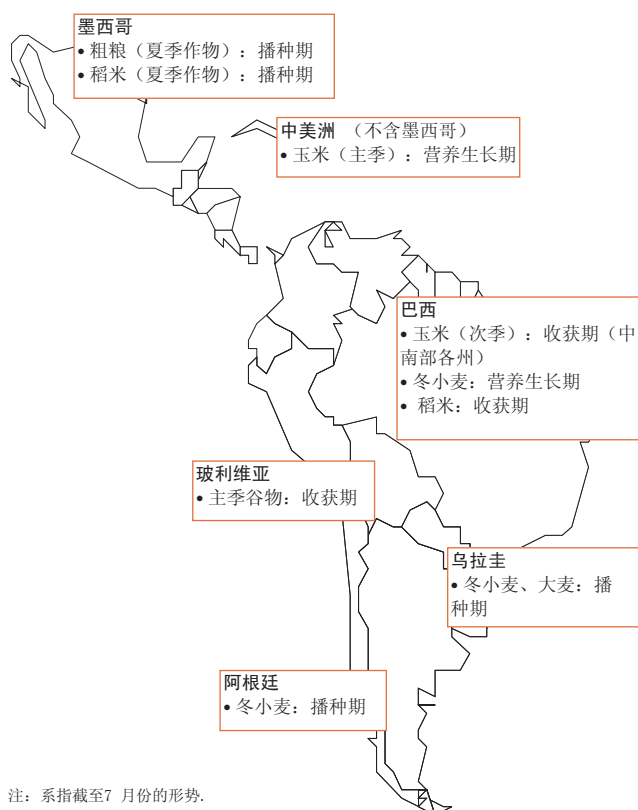 墨西哥
• 粗粮（夏季作物）：播种期
• 稻米（夏季作物）：播种期
中美洲 （不含墨西哥）
• 玉米（主季）：营养生长期
巴西
• 玉米（次季）：收获期（中
南部各州）
• 冬小麦：营养生长期
• 稻米：收获期
玻利维亚
• 主季谷物：收获期
乌拉圭
• 冬小麦、大麦：播
种期
阿根廷
• 冬小麦：播种期
注：系指截至7 月份的形势.